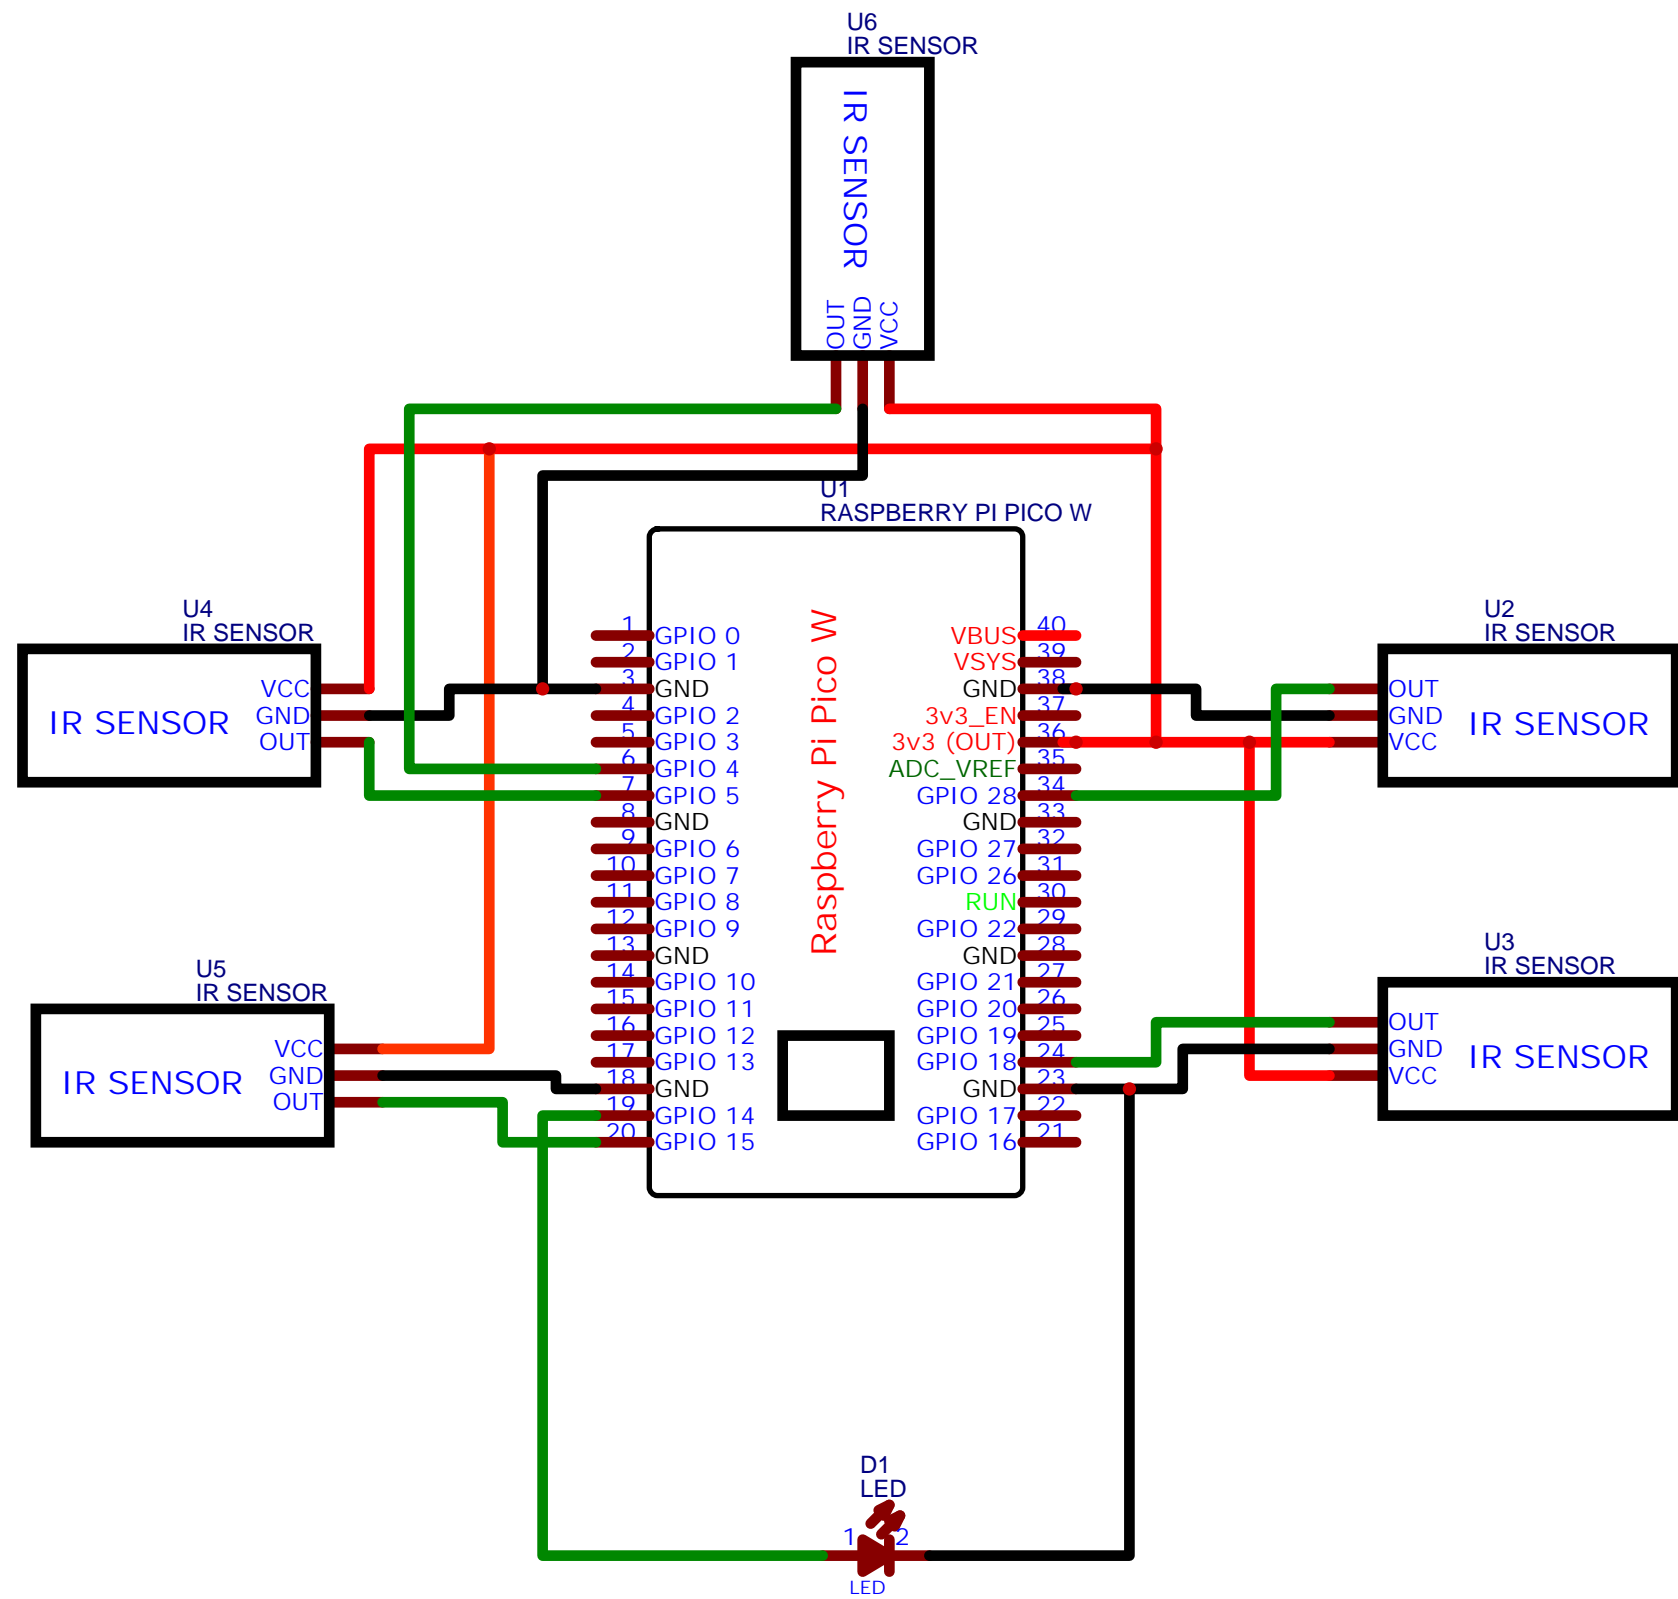 U6
IR SENSOR
IR SENSOR
OUT
GND
VCC
U1
RASPBERRY PI PICO W
Raspberry Pi Pico W
U4
IR SENSOR
IR SENSOR
VCC
GND
OUT
U5
IR SENSOR
IR SENSOR
VCC
GND
OUT
1 GPIO 0
2 GPIO 1
3 GND
4 GPIO 2
5 GPIO 3
6 GPIO 4
7 GPIO 5
8 GND
9 GPIO 6
10 GPIO 7
11 GPIO 8
12 GPIO 9
13 GND
14 GPIO 10
15 GPIO 11
16 GPIO 12
17 GPIO 13
18 GND
19 GPIO 14
20 GPIO 15
VBUS 40
VSYS 39
GND 38
3v3_EN 37
3v3 (OUT) 36
ADC_VREF 35
GPIO 28 34
GND 33
GPIO 27 32
GPIO 26 31
RUN 30
GPIO 22 29
GND 28
GPIO 21 27
GPIO 20 26
GPIO 19 25
GPIO 18 24
GND 23
GPIO 17 22
GPIO 16 21
U2
IR SENSOR
OUT
GND
VCC
IR SENSOR
U3
IR SENSOR
OUT
GND
VCC
IR SENSOR
D1
LED
1 2
LED